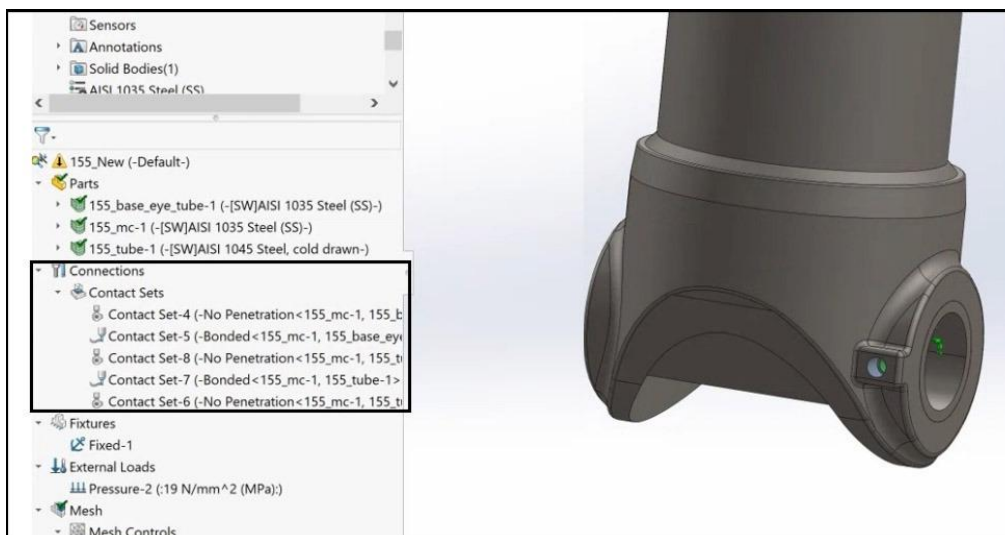 Sensors
Annotations
Solid Bodies(1)
AISI 1035 Steel (SS)
155_New (-Default-)
Parts
155_base_eye_tube-1 (-[SW]AISI 1035 Steel (SS)-)
155_mc-1 (-[SW]AISI 1035 Steel (SS)-)
155_tube-1 (-[SW]AISI 1045 Steel, cold drawn-)
Connections
Contact Sets
Contact Set-4 (-No Penetration<155_mc-1, 155_b
Contact Set-5 (-Bonded<155_mc-1, 155_base_eye
Contact Set-8 (-No Penetration<155_mc-1, 155_tu
Contact Set-7 (-Bonded<155_mc-1, 155_tube-1>
Contact Set-6 (-No Penetration<155_mc-1, 155_tu
Fixtures
Fixed-1
External Loads
Pressure-2 (:19 N/mm^2 (MPa):)
Mesh
Mesh Controls